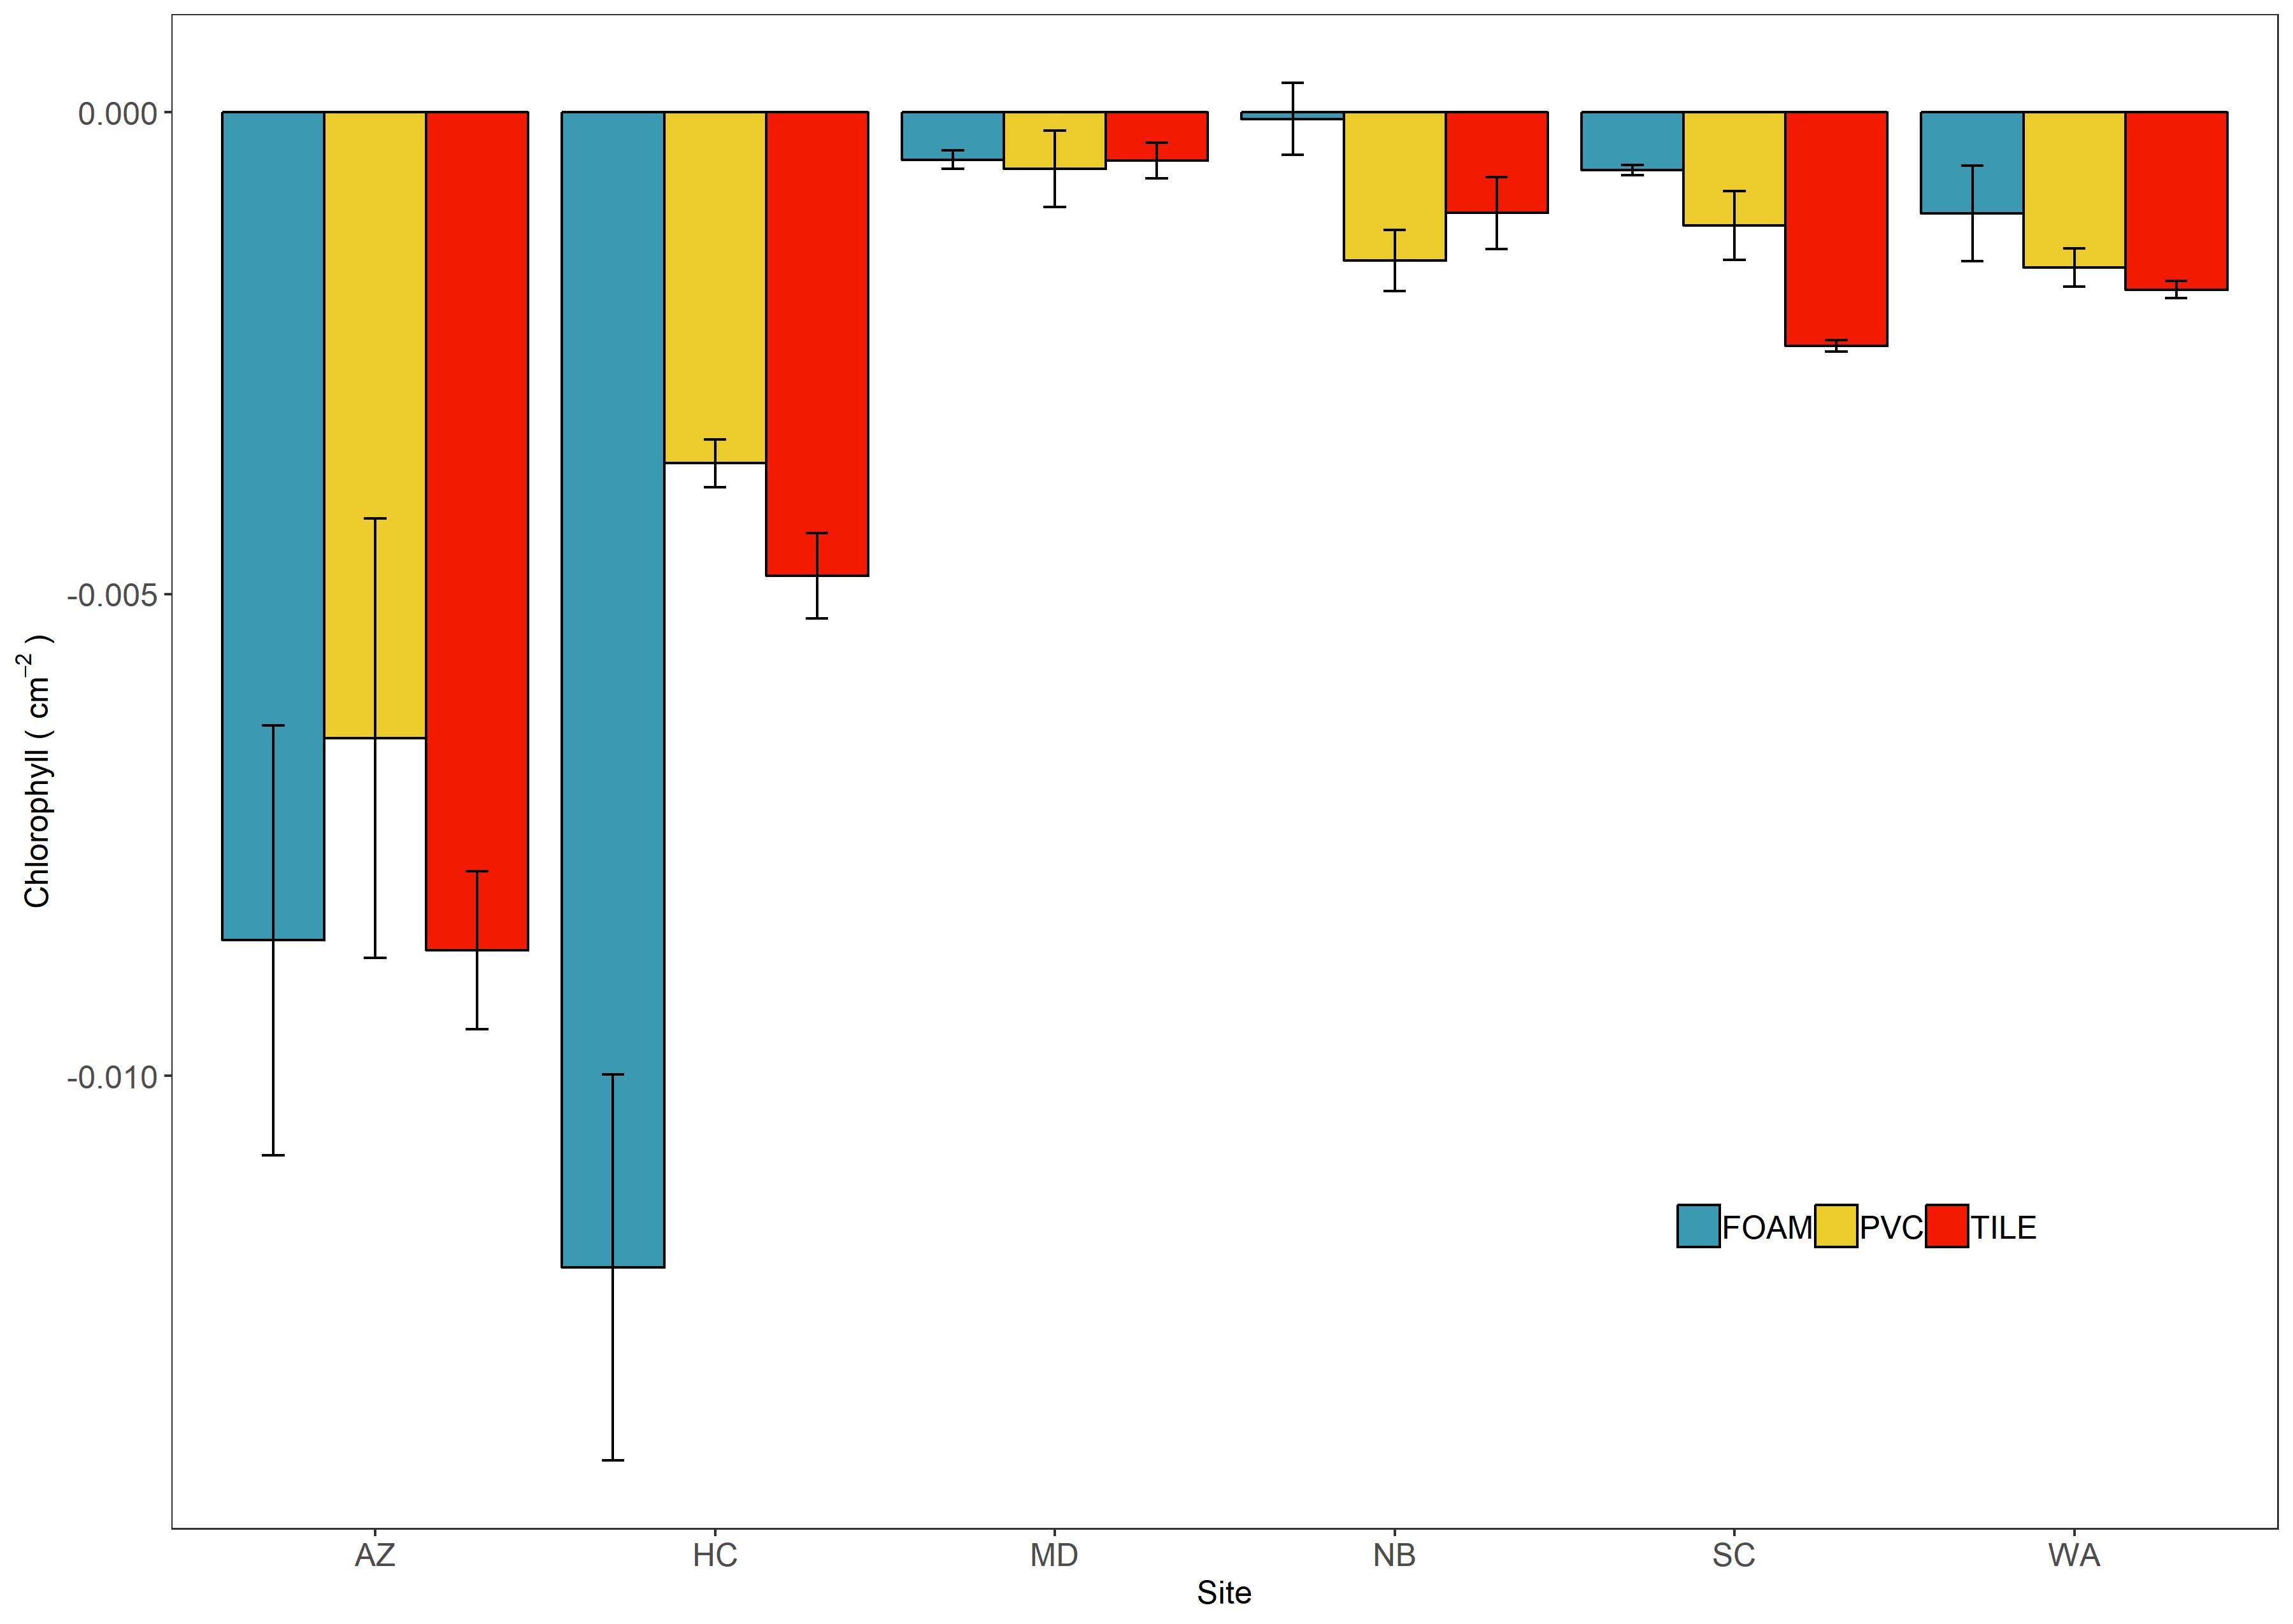 0.000
-0.005
-0.010
Chlorophyll ( cm⁻² )
FOAM PVC TILE
AZ HC MD NB SC WA
Site